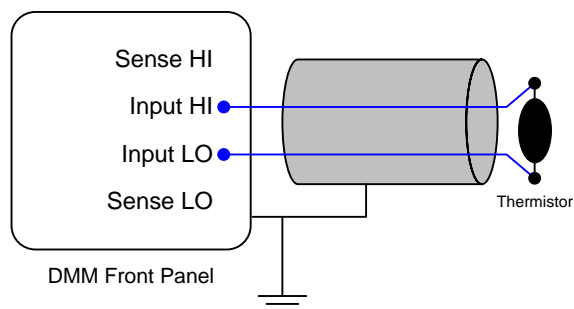 Sense HI
Input HI
Input LO
Sense LO
Thermistor
DMM Front Panel